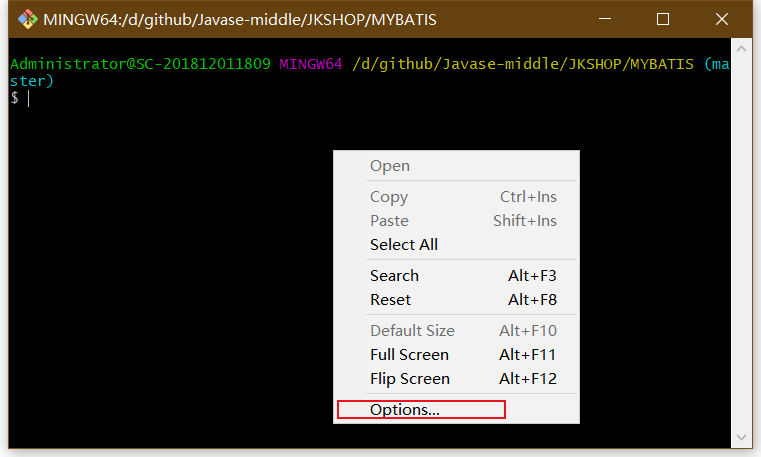 MINGW64:/d/github/Javase-middle/JKSHOP/MYBATIS
Administrator@SC-201812011809 MINGW64 /d/github/Javase-middle/JKSHOP/MYBATIS (ma
ster)
$
Open
Copy Ctrl+Ins
Paste Shift+Ins
Select All
Search Alt+F3
Reset Alt+F8
Default Size Alt+F10
Full Screen Alt+F11
Flip Screen Alt+F12
Options...